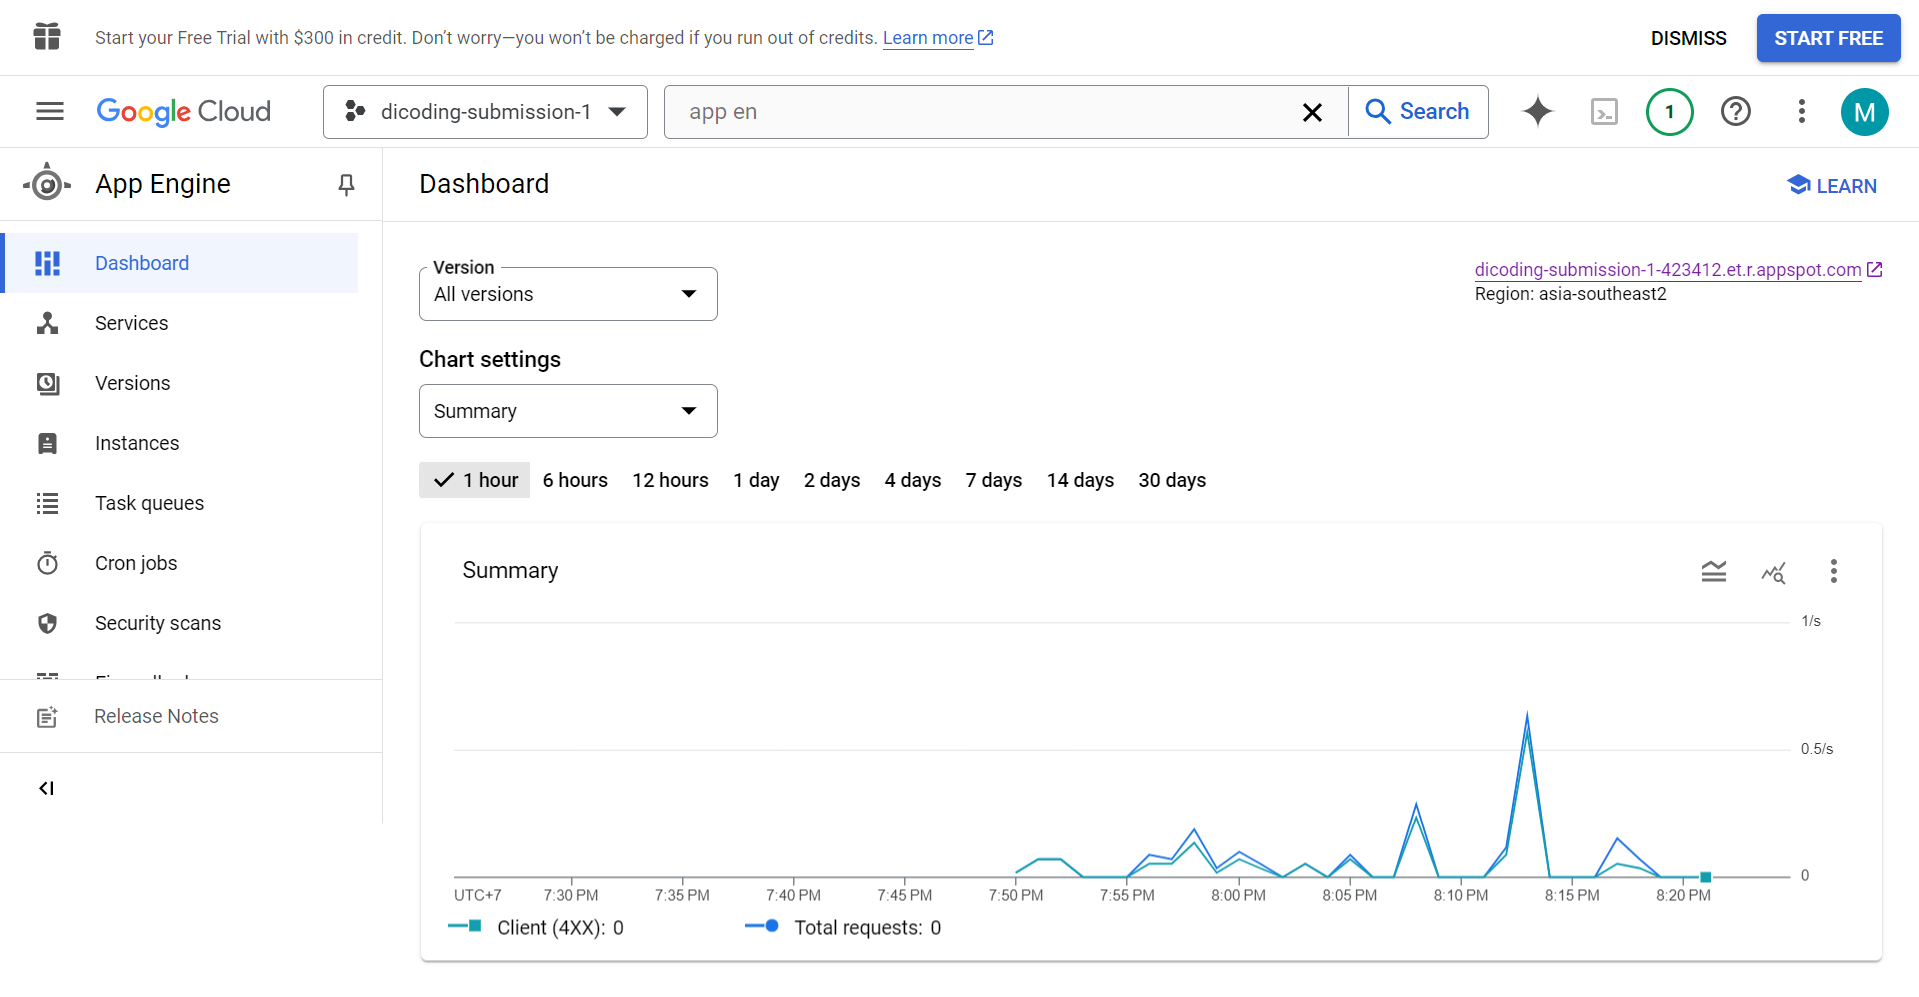 Start your Free Trial with $300 in credit. Don’t worry—you won’t be charged if you run out of credits. Learn more
DISMISS
START FREE
Google Cloud
dicoding-submission-1
app en
Search
1
M
App Engine
Dashboard
LEARN
Dashboard
Services
Versions
Instances
Task queues
Cron jobs
Security scans
Release Notes
Version
All versions
dicoding-submission-1-423412.et.r.appspot.com
Region: asia-southeast2
Chart settings
Summary
1 hour
6 hours
12 hours
1 day
2 days
4 days
7 days
14 days
30 days
Summary
1/s
0.5/s
0
UTC+7
7:30 PM
7:35 PM
7:40 PM
7:45 PM
7:50 PM
7:55 PM
8:00 PM
8:05 PM
8:10 PM
8:15 PM
8:20 PM
Client (4XX): 0
Total requests: 0